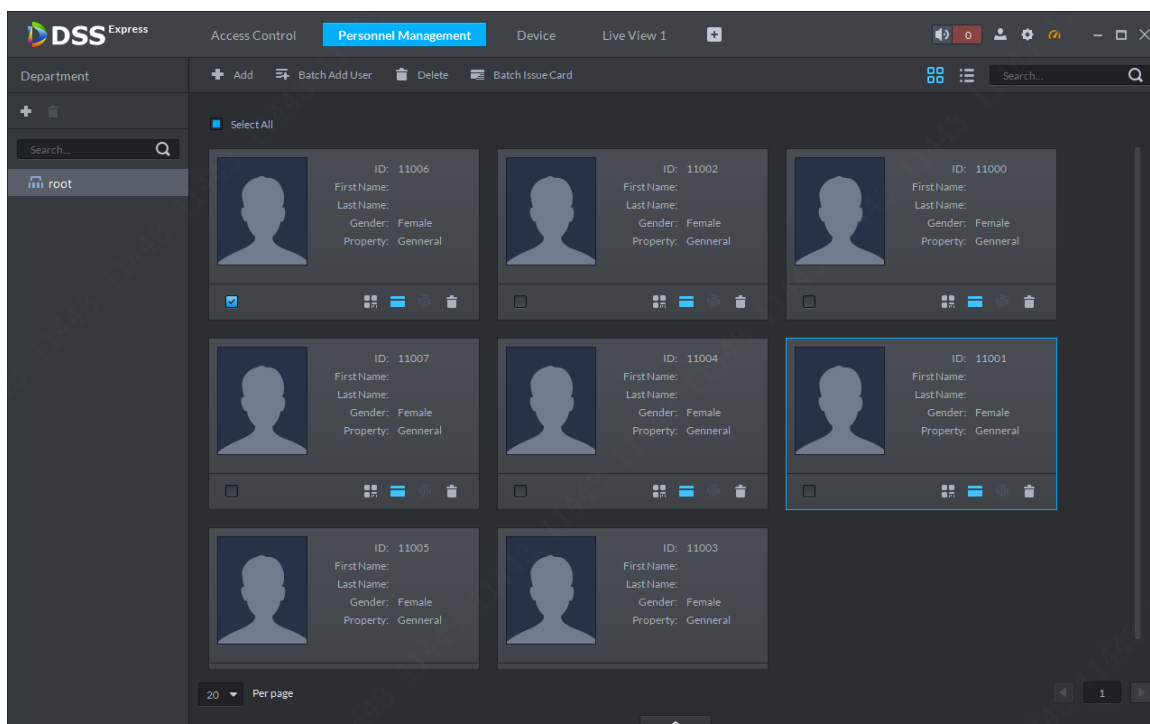 DSS Express
Access Control Personnel Management Device Live View 1
0
Department
Add Batch Add User Delete Batch Issue Card
Search...
Select All
Search...
root
ID: 11006
First Name:
Last Name:
Gender: Female
Property: Genneral
ID: 11002
First Name:
Last Name:
Gender: Female
Property: Genneral
ID: 11000
First Name:
Last Name:
Gender: Female
Property: Genneral
ID: 11007
First Name:
Last Name:
Gender: Female
Property: Genneral
ID: 11004
First Name:
Last Name:
Gender: Female
Property: Genneral
ID: 11001
First Name:
Last Name:
Gender: Female
Property: Genneral
ID: 11005
First Name:
Last Name:
Gender: Female
Property: Genneral
ID: 11003
First Name:
Last Name:
Gender: Female
Property: Genneral
20 Per page
1